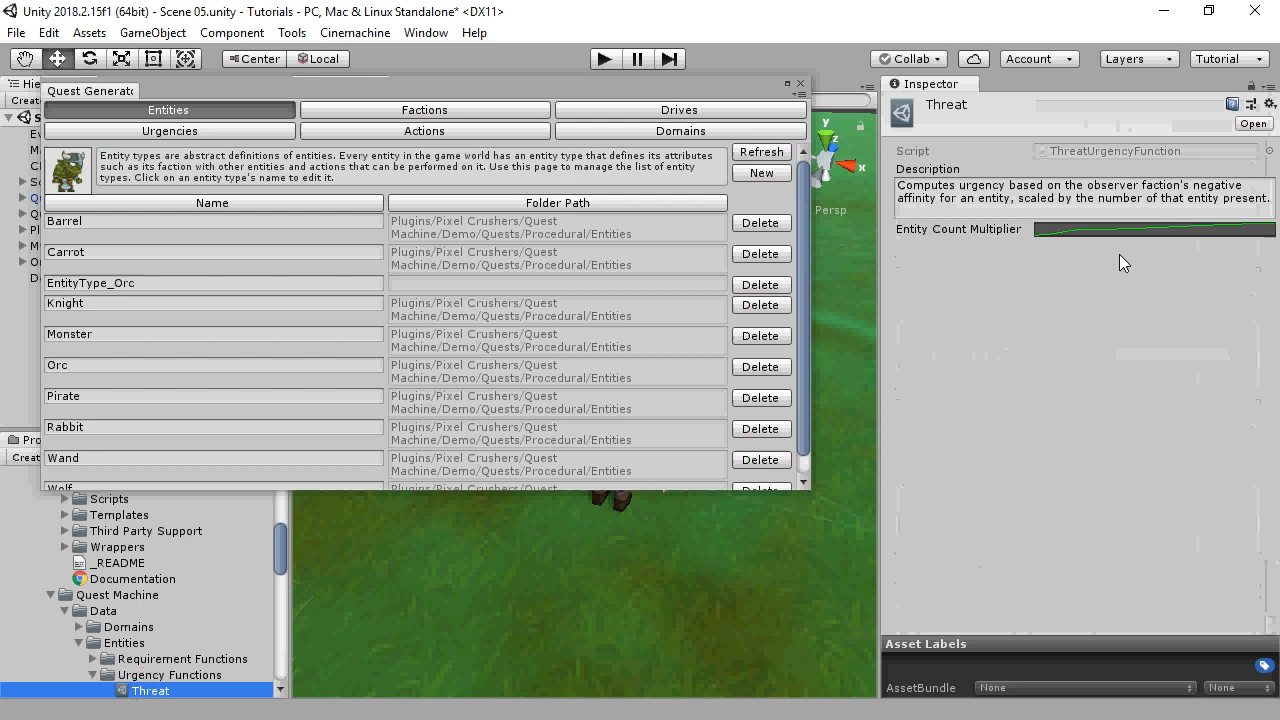 Unity 2018.2.15f1 (64bit) - Scene 05.unity - Tutorials - PC, Mac & Linux Standalone* <DX11>
File Edit Assets GameObject Component Tools Cinemachine Window Help
Center Local Collab Account Layers Tutorial
Hie
Quest Generato
Inspector
Creat
Entities Factions Drives
Urgencies Actions Domains
Threat
Open
Entity types are abstract definitions of entities. Every entity in the game world has an entity type that defines its attributes
such as its icon with other entities and actions that can be performed on it. Use this page to manage the list of entity
types. Click on an entity type's name to edit it.
Refresh
New
Name Folder Path
Barrel Plugins/Pixel Crushers/Quest
Machine/Demo/Quests/Procedural/Entities Delete
Carrot Plugins/Pixel Crushers/Quest
Machine/Demo/Quests/Procedural/Entities Delete
EntityType_Orc Delete
Knight Plugins/Pixel Crushers/Quest
Machine/Demo/Quests/Procedural/Entities Delete
Monster Plugins/Pixel Crushers/Quest
Machine/Demo/Quests/Procedural/Entities Delete
Orc Plugins/Pixel Crushers/Quest
Machine/Demo/Quests/Procedural/Entities Delete
Pirate Plugins/Pixel Crushers/Quest
Machine/Demo/Quests/Procedural/Entities Delete
Rabbit Plugins/Pixel Crushers/Quest
Machine/Demo/Quests/Procedural/Entities Delete
Wand Plugins/Pixel Crushers/Quest
Machine/Demo/Quests/Procedural/Entities Delete
Wolf Plugins/Pixel Crushers/Quest Delete
y
z
x
Persp
Script ThreatUrgencyFunction
Description
Computes urgency based on the observer faction's negative
affinity for an entity, scaled by the number of that entity present.
Entity Count Multiplier
Pro
Creat
Scripts
Templates
Third Party Support
Wrappers
_README
Documentation
Quest Machine
Data
Domains
Entities
Requirement Functions
Urgency Functions
Threat
Asset Labels
AssetBundle None None